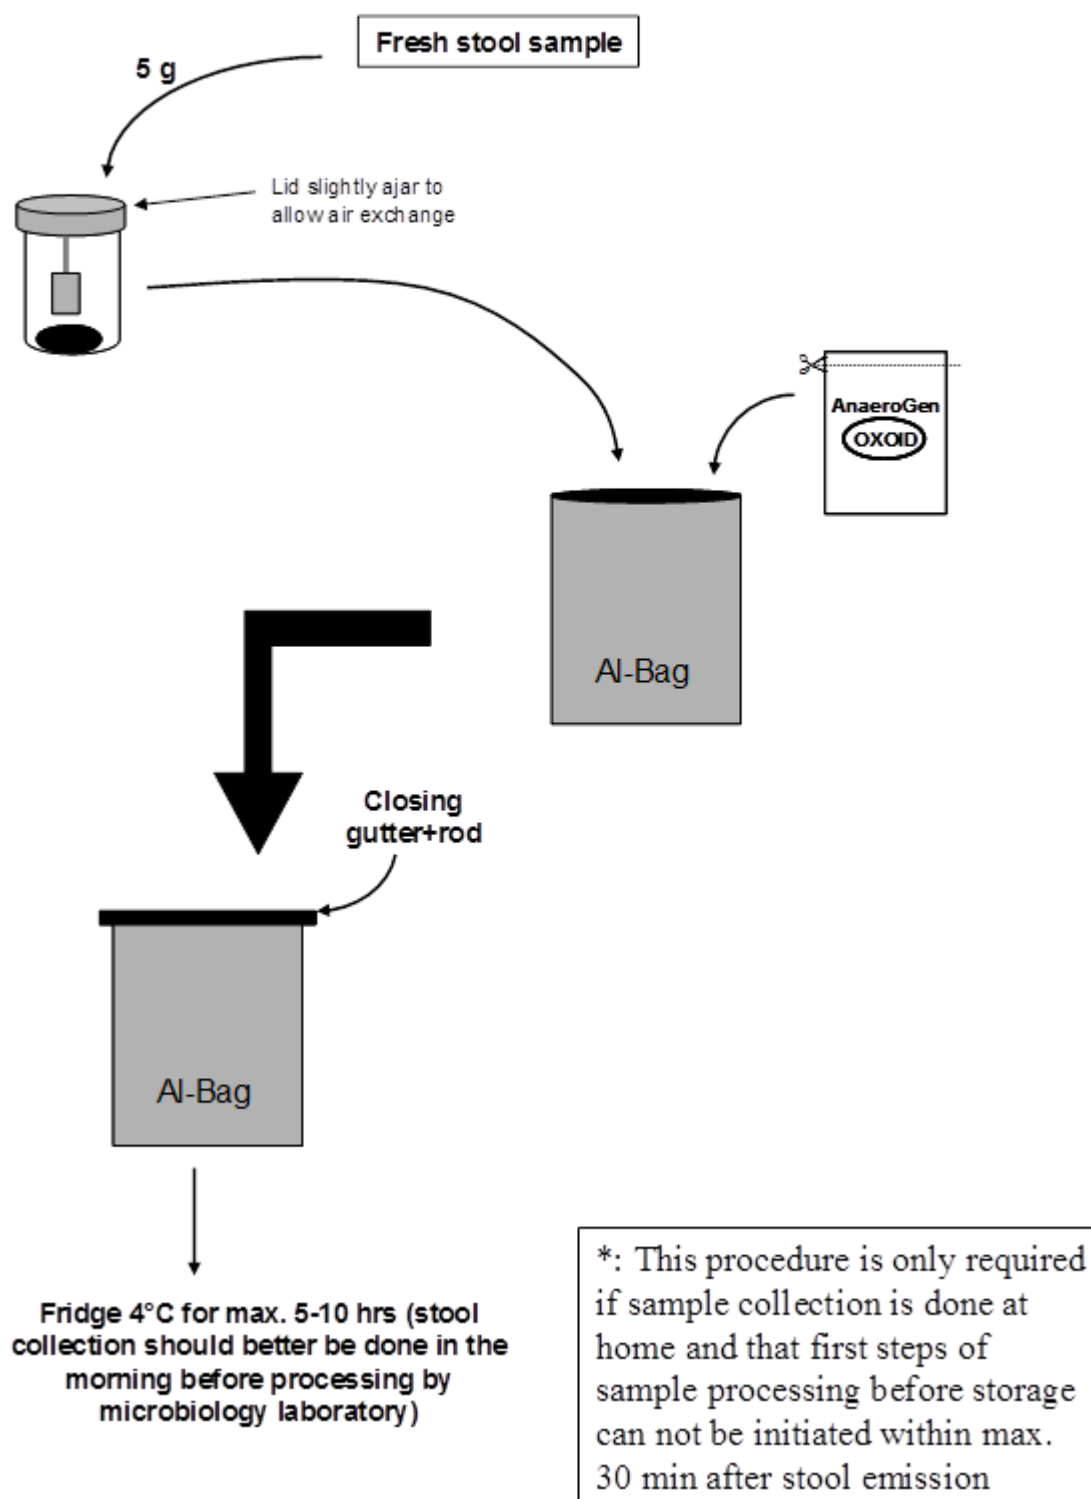 Fresh stool sample
5 g
Lid slightly ajar to
allow air exchange
AnaeroGen
OXOID
Al-Bag
Closing
gutter+rod
Al-Bag
Fridge 4°C for max. 5-10 hrs (stool
collection should better be done in the
morning before processing by
microbiology laboratory)
*: This procedure is only required
if sample collection is done at
home and that first steps of
sample processing before storage
can not be initiated within max.
30 min after stool emission